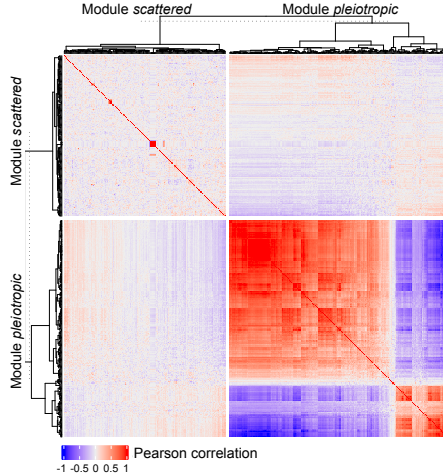 Module scattered
Module pleiotropic
Module scattered
Module pleiotropic
Pearson correlation
-1 -0.5 0 0.5 1